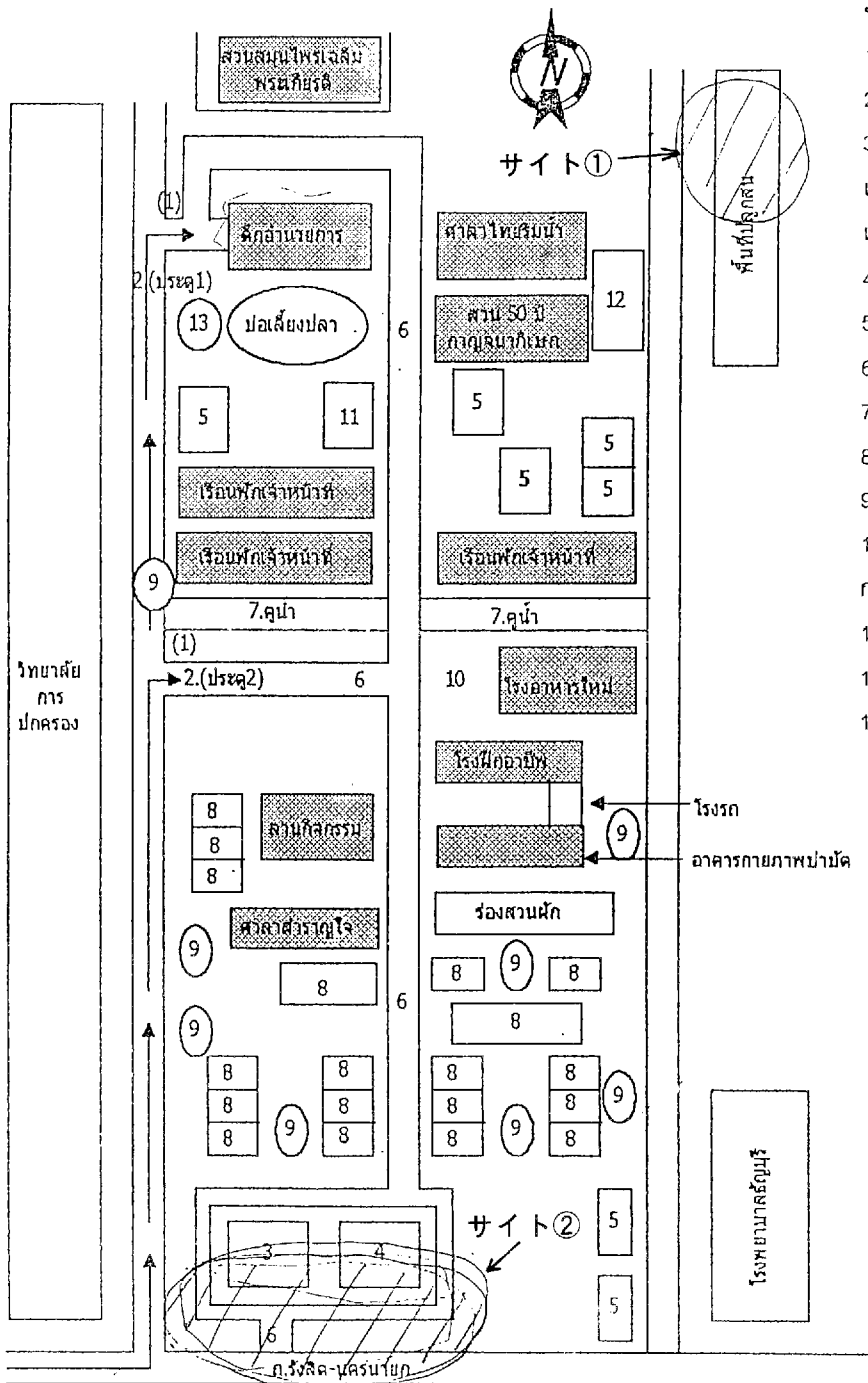 สวนสมุนไพรเฉลิม
พระเกียรติ
N
サイト①
(1)
ตึกอำนวยการ
ศาลาไทยริมน้ำ
พื้นที่ปลูกสน
2.(ประตู1)
13
บ่อเลี้ยงปลา
6
สวน 50 ปี
กาญจนาภิเษก
12
5
11
5
5
5
5
เรือนพักเจ้าหน้าที่
เรือนพักเจ้าหน้าที่
เรือนพักเจ้าหน้าที่
9
7.คูน้ำ
7.คูน้ำ
(1)
วิทยาลัย
การ
ปกครอง
2.(ประตู2)
6
10
โรงอาหารใหม่
โรงฝึกอาชีพ
โรงรถ
8
8
8
ลานกิจกรรม
9
อาคารกายภาพบำบัด
ศาลาสำราญใจ
ร่องสวนผัก
9
8
8
9
8
9
6
8
8
8
8
9
8
8
8
8
8
8
9
8
8
8
9
โรงพยาบาลธัญบุรี
サイト②
3
4
5
5
6
ถ.รังสิต-นครนายก
2
3
4
5
6
7
8
9
1
1
1
1